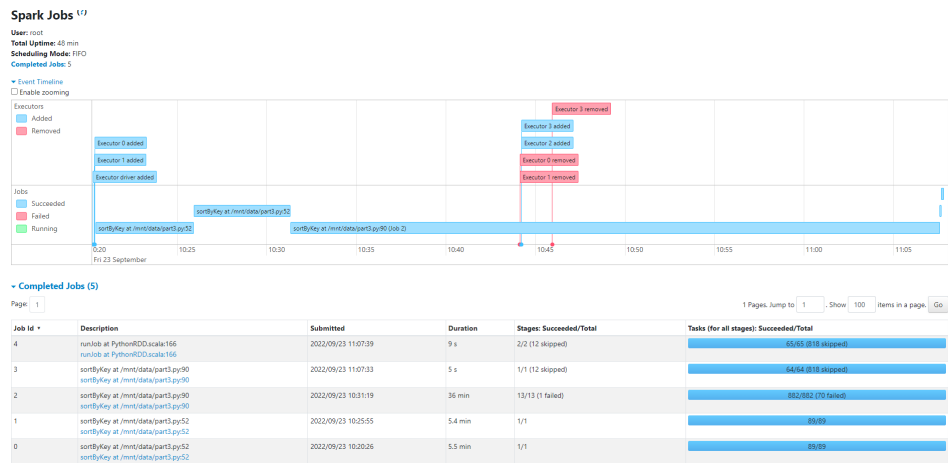 Spark Jobs (?)
User: root
Total Uptime: 48 min
Scheduling Mode: FIFO
Completed Jobs: 5
Event Timeline
Enable zooming
Executors
Added
Removed
Executor 3 removed
Executor 3 added
Executor 0 added
Executor 2 added
Executor 1 added
Executor 0 removed
Executor driver added
Executor 1 removed
Jobs
Succeeded
Failed
Running
sortByKey at /mnt/data/part3.py:52
sortByKey at /mnt/data/part3.py:52
sortByKey at /mnt/data/part3.py:90 (Job 2)
0:20 10:25 10:30 10:35 10:40 10:45 10:50 10:55 11:00 11:05
Fri 23 September
Completed Jobs (5)
Page: 1
1 Pages. Jump to 1 . Show 100 items in a page. Go
Job Id Description Submitted Duration Stages: Succeeded/Total Tasks (for all stages): Succeeded/Total
4 runJob at PythonRDD.scala:166 2022/09/23 11:07:39 9 s 2/2 (12 skipped) 65/65 (818 skipped)
runJob at PythonRDD.scala:166
3 sortByKey at /mnt/data/part3.py:90 2022/09/23 11:07:33 5 s 1/1 (12 skipped) 64/64 (818 skipped)
sortByKey at /mnt/data/part3.py:90
2 sortByKey at /mnt/data/part3.py:90 2022/09/23 10:31:19 36 min 13/13 (1 failed) 882/882 (70 failed)
sortByKey at /mnt/data/part3.py:90
1 sortByKey at /mnt/data/part3.py:52 2022/09/23 10:25:55 5.4 min 1/1 89/89
sortByKey at /mnt/data/part3.py:52
0 sortByKey at /mnt/data/part3.py:52 2022/09/23 10:20:26 5.5 min 1/1 89/89
sortByKey at /mnt/data/part3.py:52